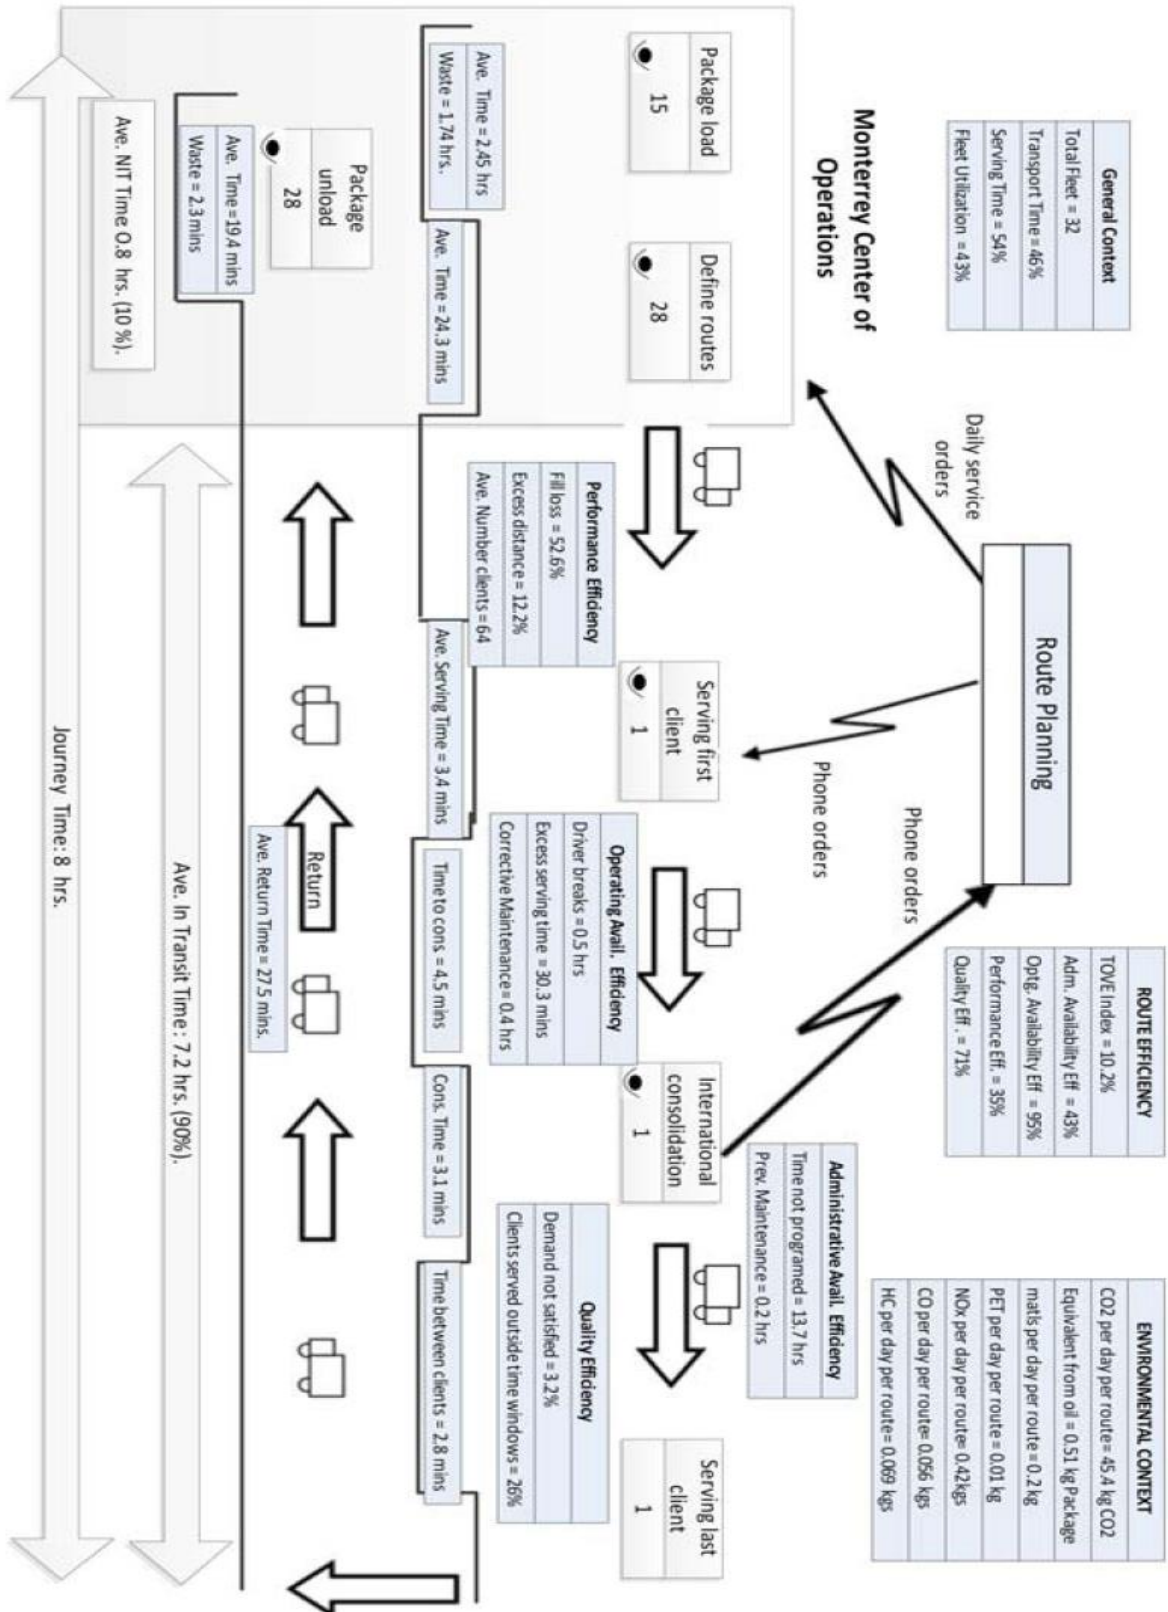 General Context
Total Fleet = 32
Transport Time = 46%
Serving Time = 54%
Fleet Utilization = 43%
Route Planning
ROUTE EFFICIENCY
TOVE Index = 10.2%
Adm. Availability Eff = 43%
Optg. Availability Eff = 95%
Performance Eff. = 35%
Quality Eff. = 71%
ENVIRONMENTAL CONTEXT
CO2 per day per route= 45.4 kg CO2
Equivalent from oil = 0.51 kg Package
matls per day per route = 0.2 kg
PET per day per route = 0.01 kg
NOx per day per route= 0.42kgs
CO per day per route= 0.056 kgs
HC per day per route= 0.069 kgs
Daily service
orders
Phone orders
Phone orders
Monterrey Center of
Operations
Administrative Avail. Efficiency
Time not programed = 13.7 hrs
Prev. Maintenance = 0.2 hrs
Package load
15
Define routes
28
Serving first
client
1
International
consolidation
1
Serving last
client
1
Performance Efficiency
Fill loss = 52.6%
Excess distance = 12.2%
Ave. Number clients = 64
Operating Avail. Efficiency
Driver breaks = 0.5 hrs
Excess serving time = 30.3 mins
Corrective Maintenance= 0.4 hrs
Quality Efficiency
Demand not satisfied = 3.2%
Clients served outside time windows = 26%
Ave. Time = 2.45 hrs
Waste = 1.74 hrs.
Ave. Time = 24.3 mins
Ave. Serving Time = 3.4 mins
Time to cons = 4.5 mins
Cons. Time = 3.1 mins
Time between clients = 2.8 mins
Package
unload
28
Return
Ave. Time =19.4 mins
Waste = 2.3 mins
Ave. Return Time = 27.5 mins.
Ave. NIT Time 0.8 hrs. (10 %).
Ave. In Transit Time: 7.2 hrs. (90%).
Journey Time: 8 hrs.